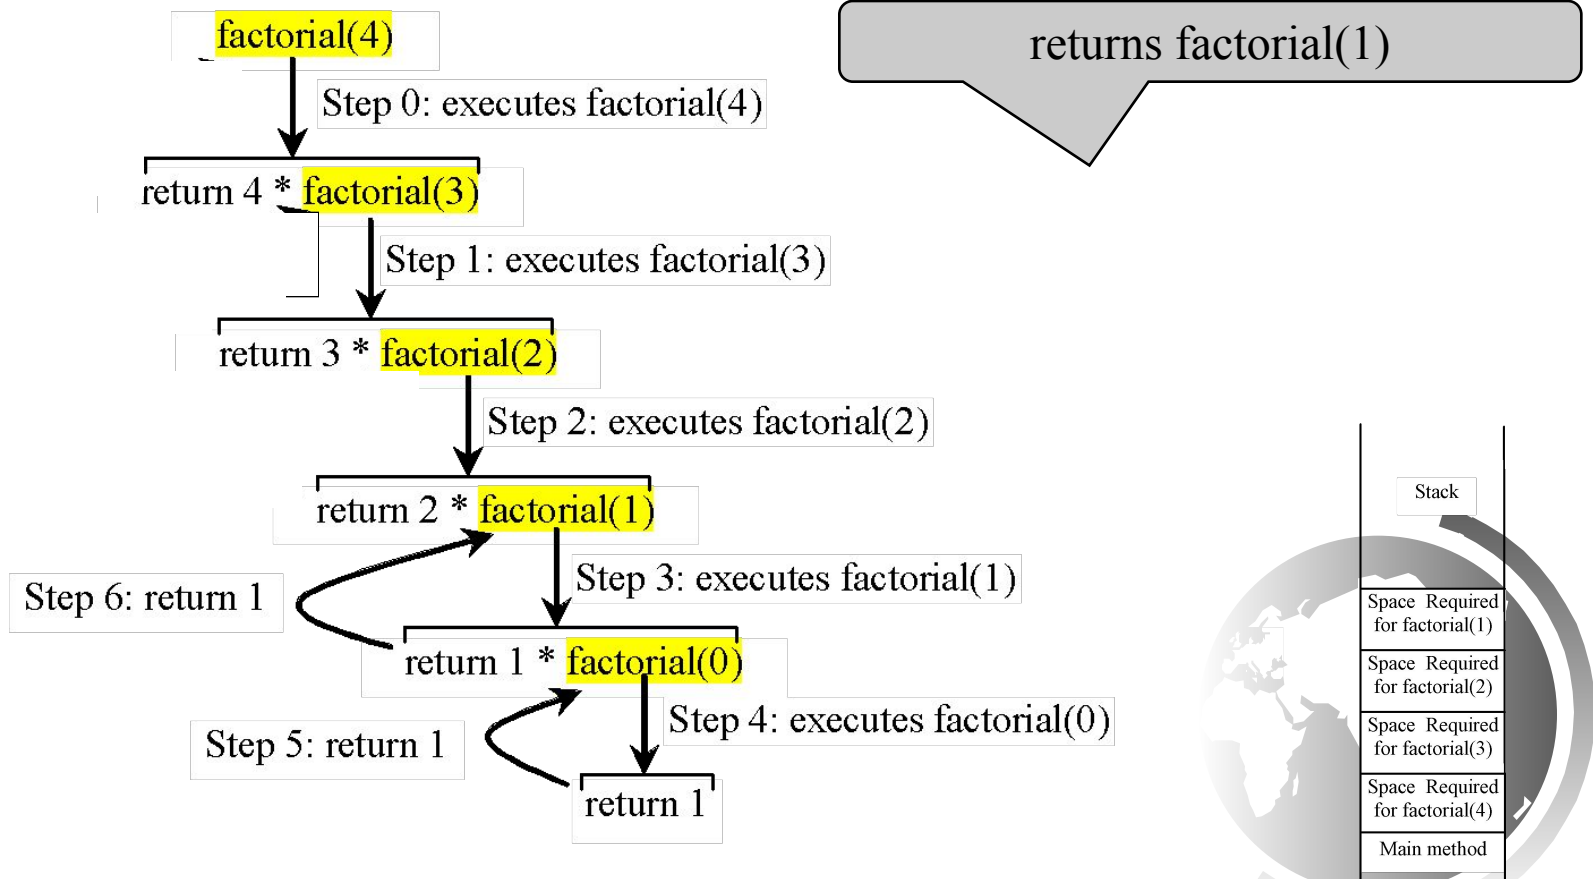 factorial(4)
returns factorial(1)
Step 0: executes factorial(4)
return 4 * factorial(3)
Step 1: executes factorial(3)
return 3 * factorial(2)
Step 2: executes factorial(2)
return 2 * factorial(1)
Step 3: executes factorial(1)
Step 6: return 1
return 1 * factorial(0)
Step 4: executes factorial(0)
Step 5: return 1
return 1
Stack
Space Required
for factorial(1)
Space Required
for factorial(2)
Space Required
for factorial(3)
Space Required
for factorial(4)
Main method